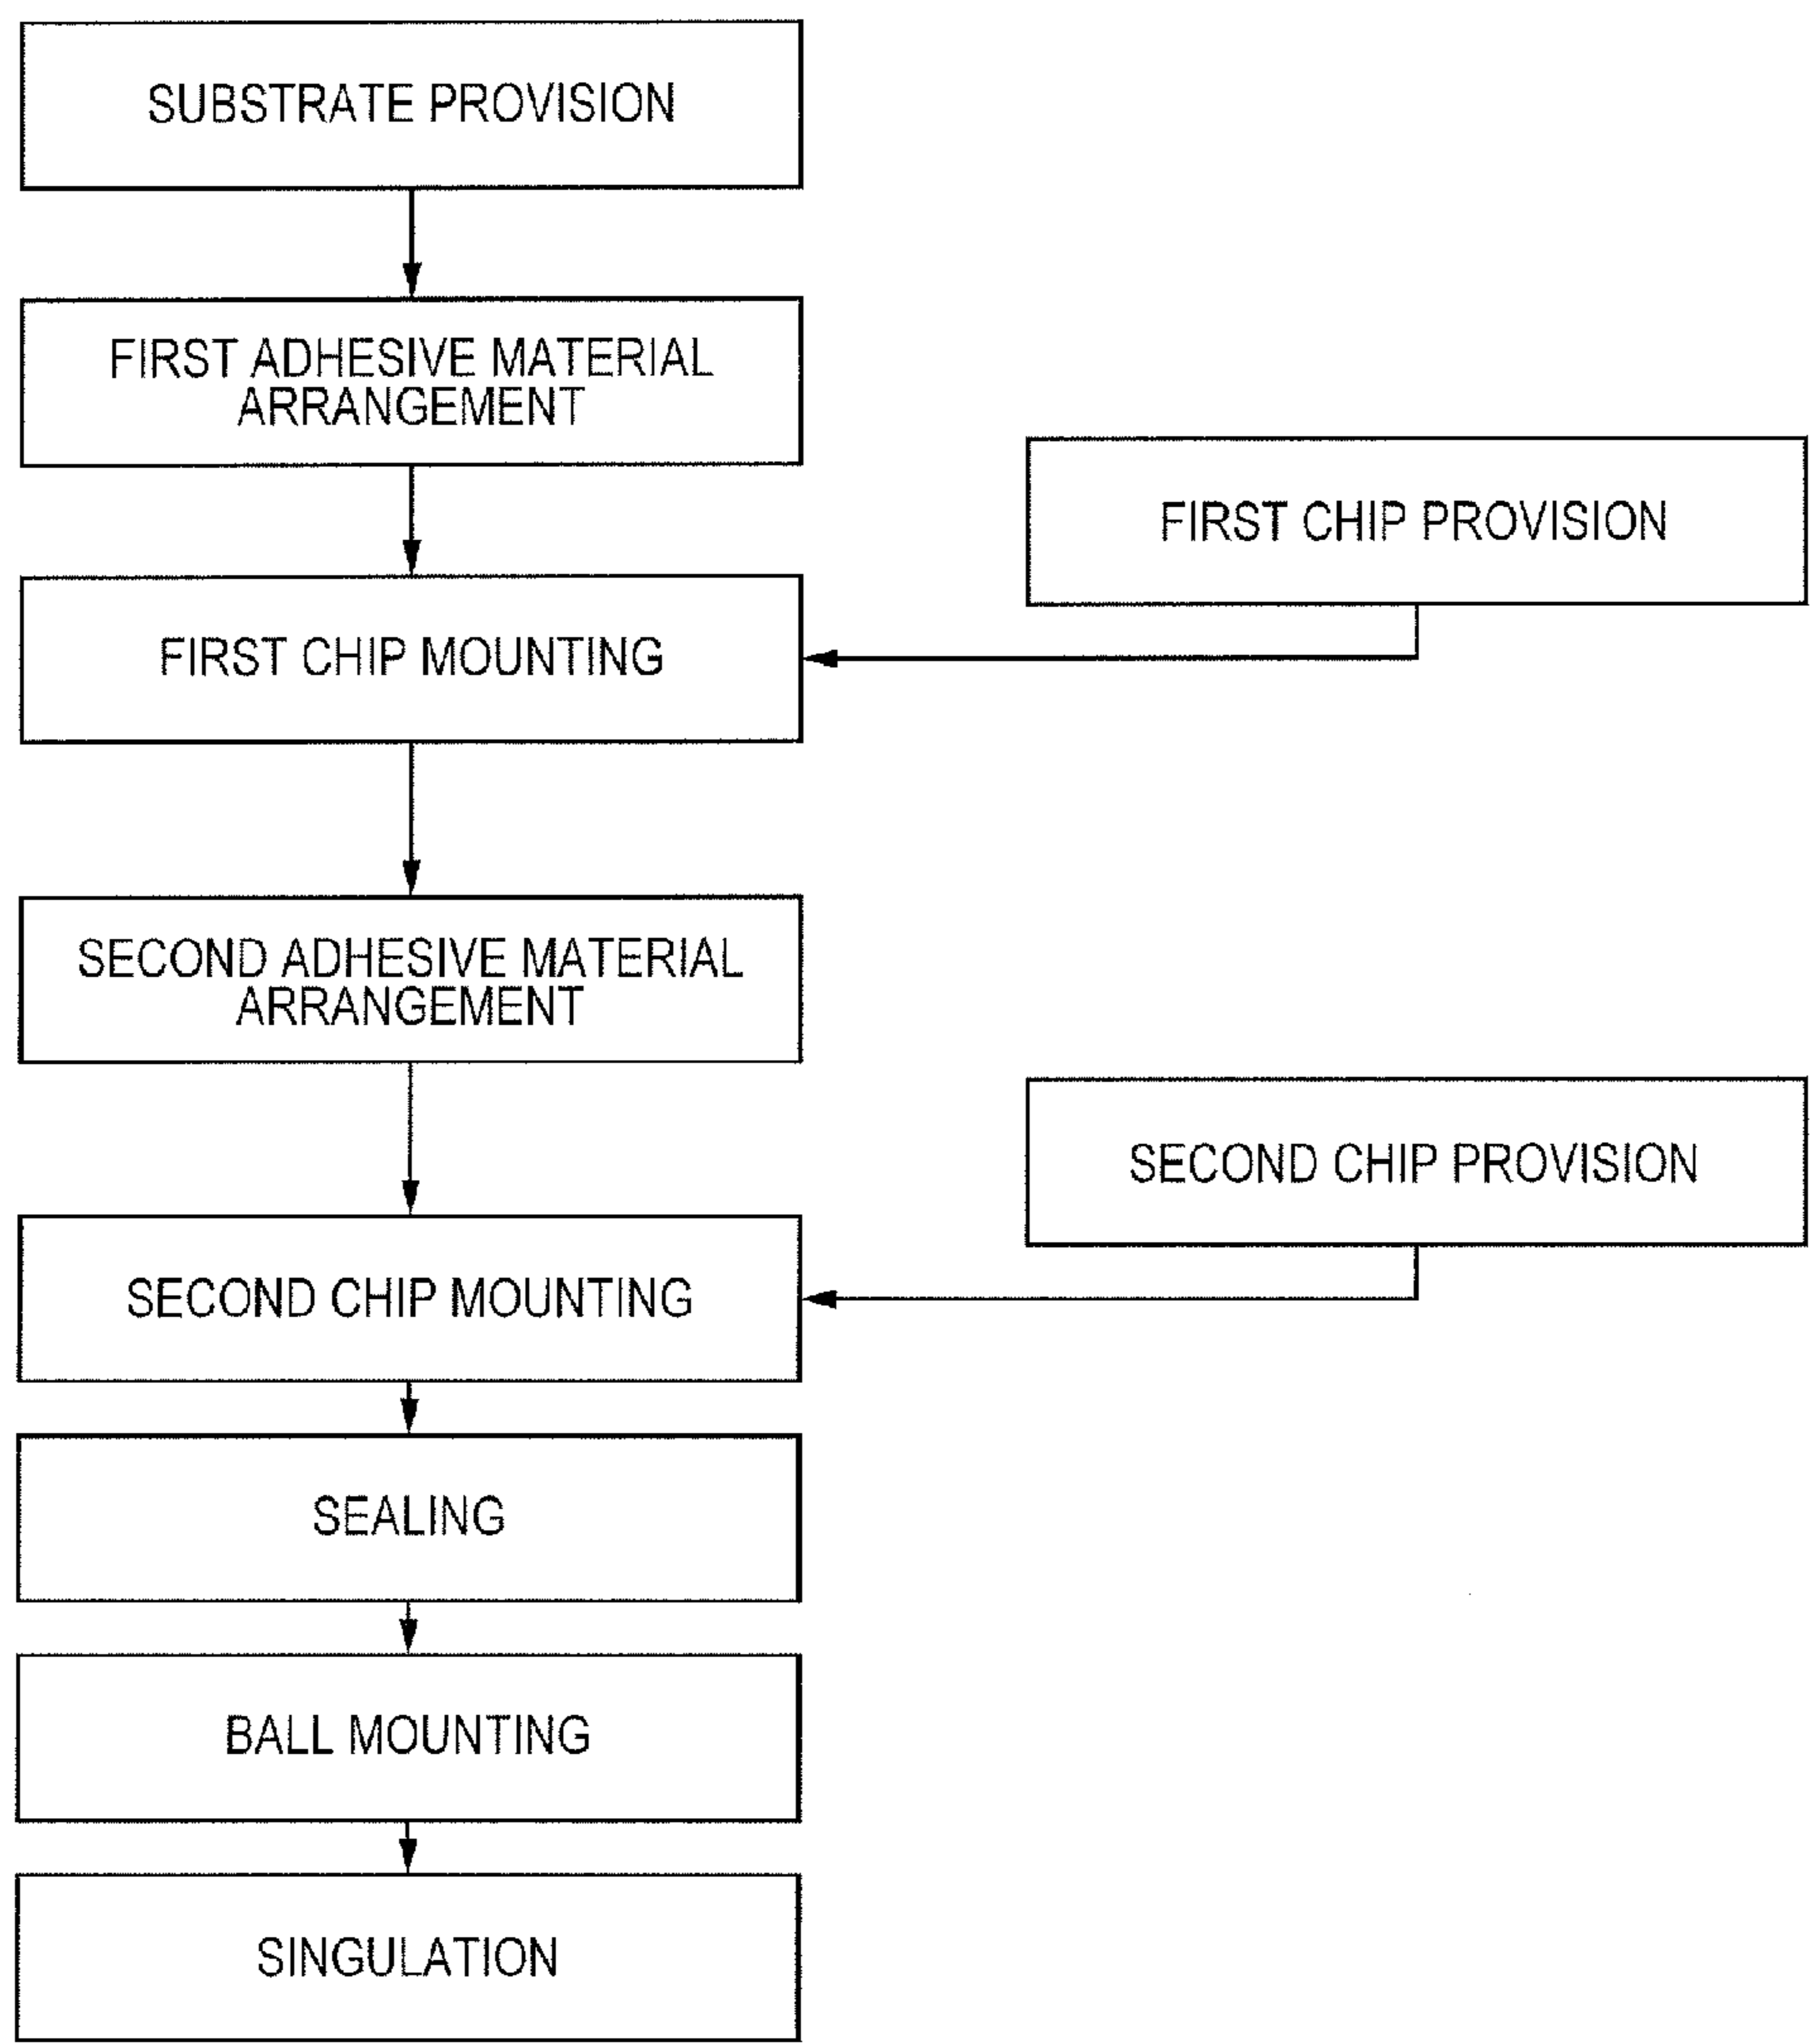 SUBSTRATE PROVISION
FIRST ADHESIVE MATERIAL
ARRANGEMENT
FIRST CHIP PROVISION
FIRST CHIP MOUNTING
SECOND ADHESIVE MATERIAL
ARRANGEMENT
SECOND CHIP PROVISION
SECOND CHIP MOUNTING
SEALING
BALL MOUNTING
SINGULATION